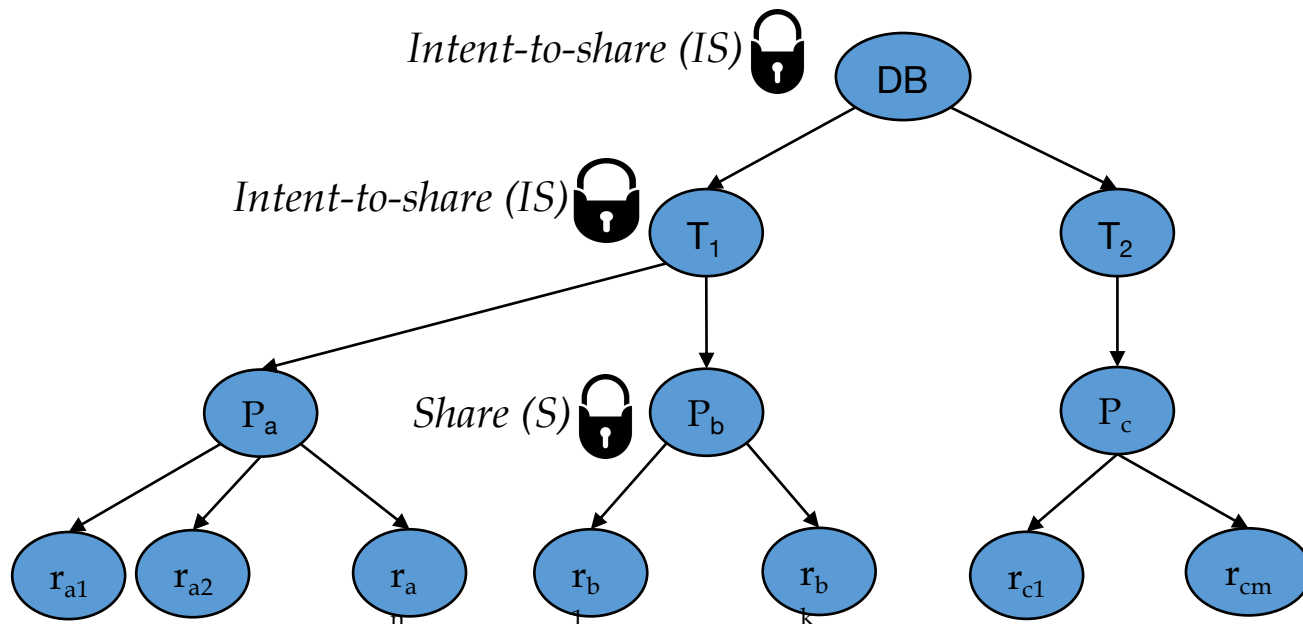 Intent-to-share (IS)
DB
Intent-to-share (IS)
T1
T2
Pa
Share (S)
Pb
Pc
ra1
ra2
ra
rb
1
rb
k
rc1
rcm